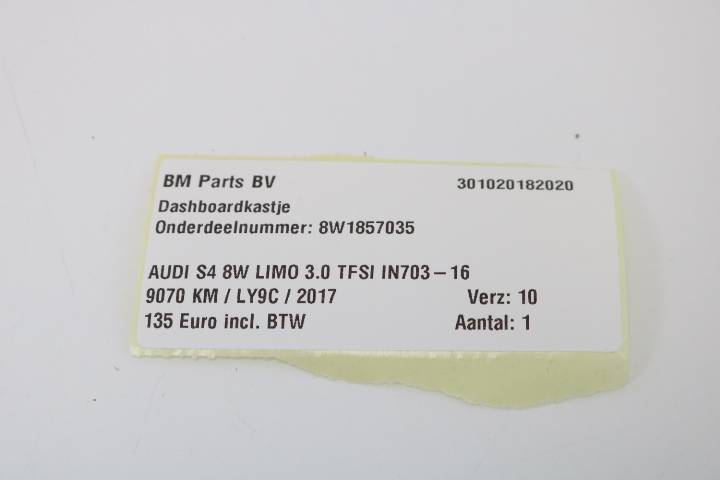 BM Parts BV 301020182020
Dashboardkastje
Onderdeelnummer: 8W1857035
AUDI S4 8W LIMO 3.0 TFSI IN703-16
9070 KM / LY9C / 2017 Verz: 10
135 Euro incl. BTW Aantal: 1